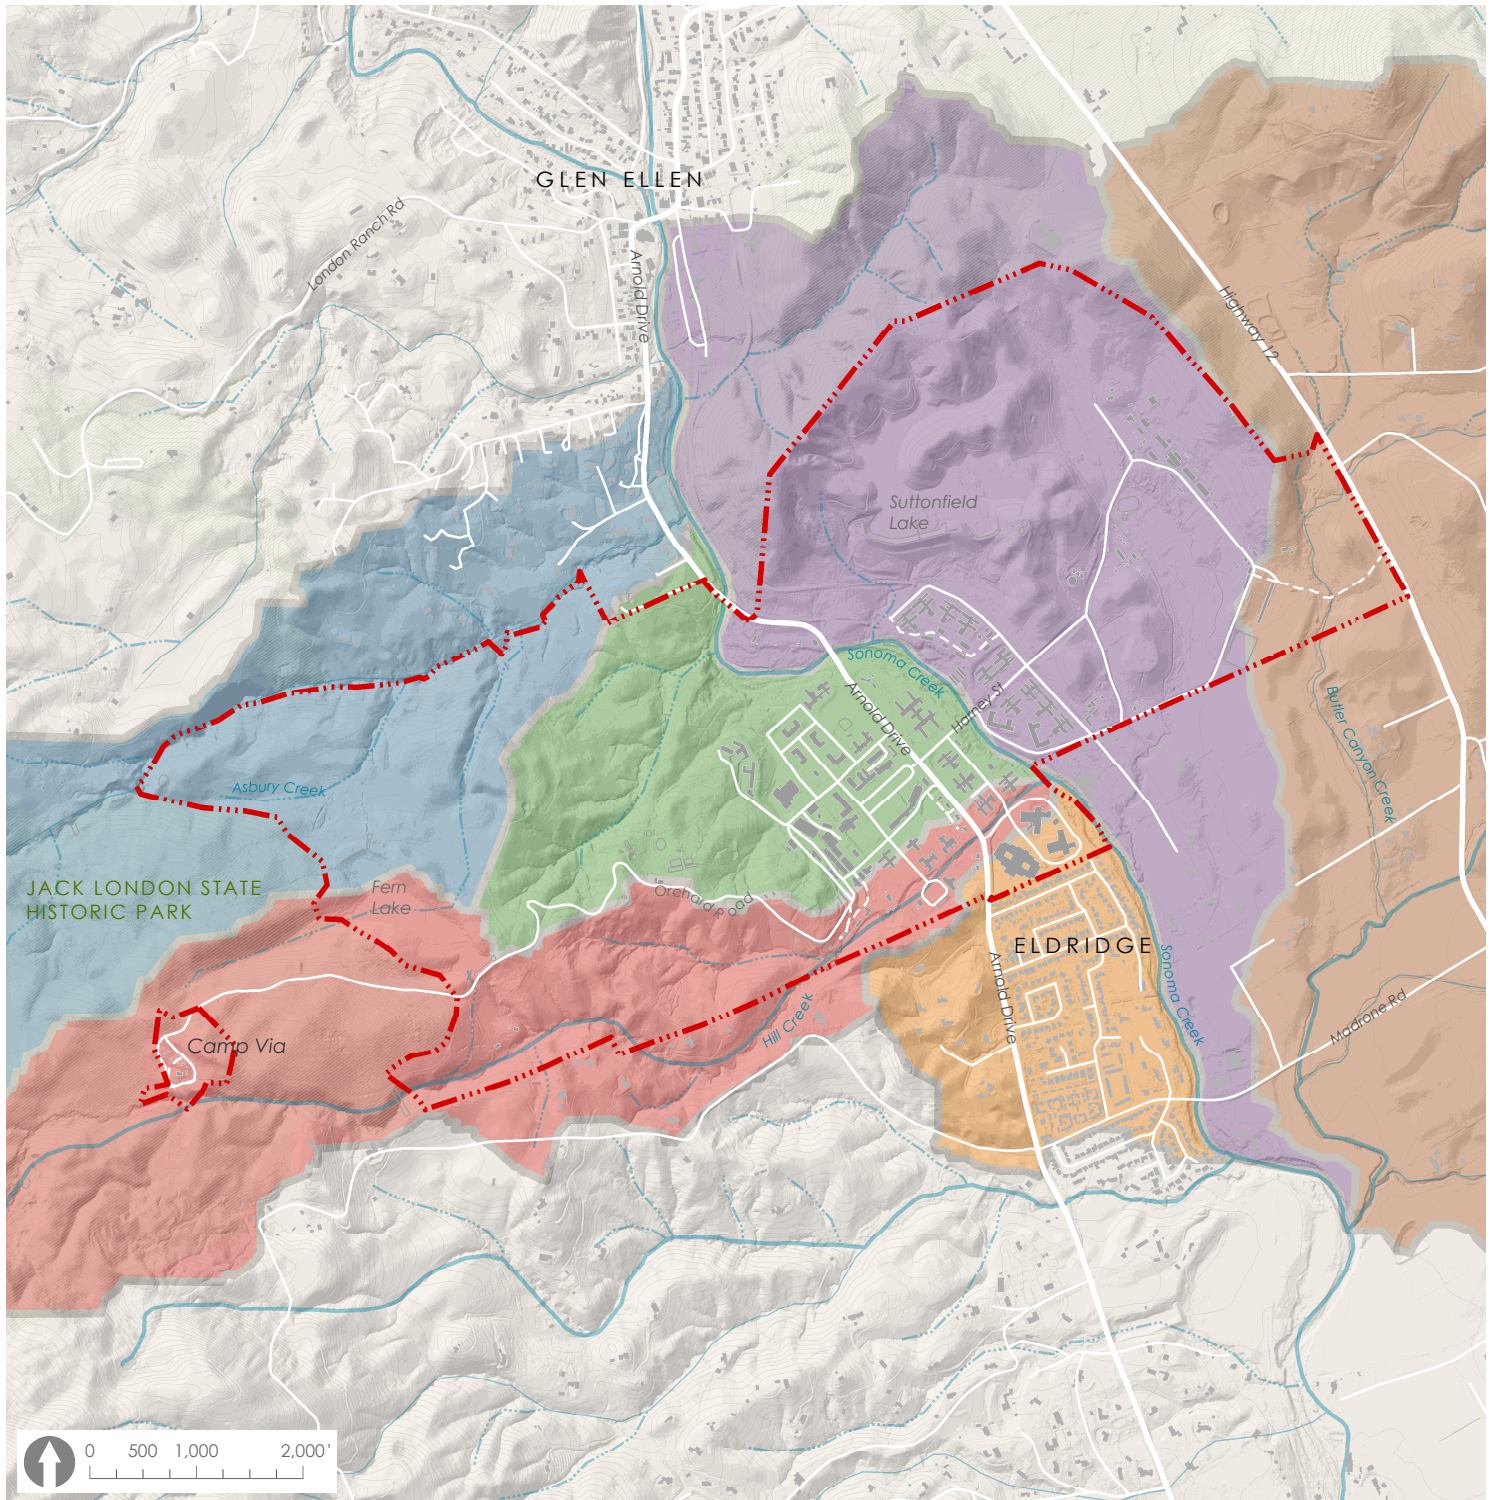 GLEN ELLEN
London Ranch Rd
Arnold Drive
Highway 12
Suttonfield
Lake
Sonoma Creek
Harney St
Arnold Drive
Butler Canyon Creek
Asbury Creek
JACK LONDON STATE
HISTORIC PARK
Fern
Lake
Orchard Road
ELDRIDGE
Sonoma Creek
Arnold Drive
Hill Creek
Madrone Rd
Camp Via
0 500 1,000 2,000'